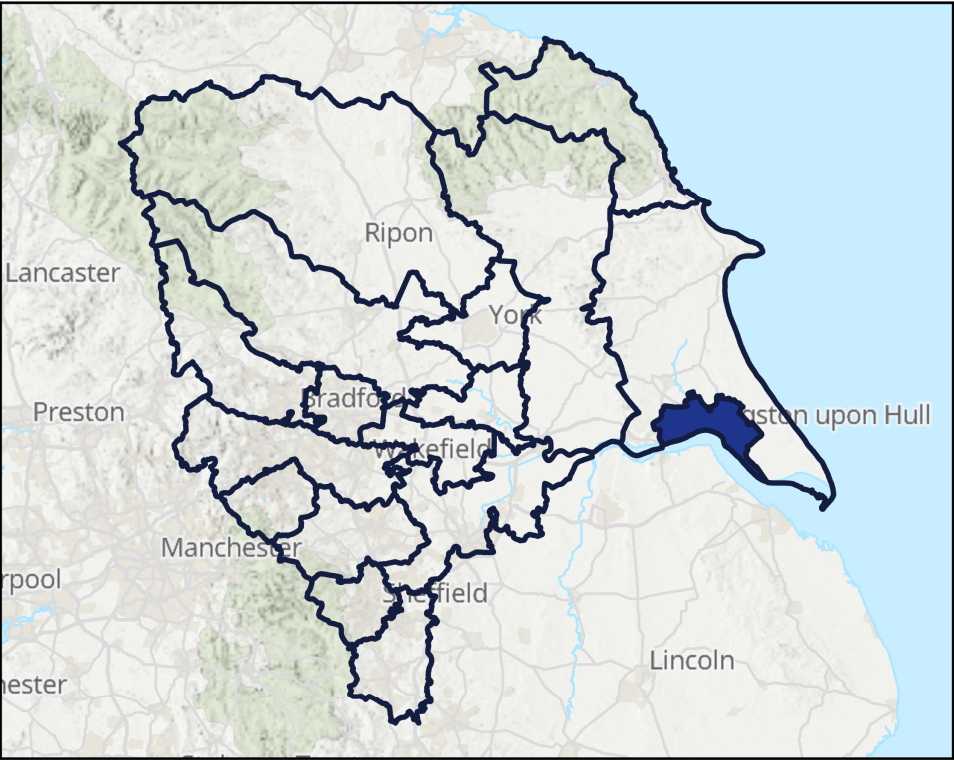 Ripon
Lancaster
York
Bradford
Preston
gston upon Hull
Wakefield
Manchester
rpool
Sheffield
Lincoln
hester